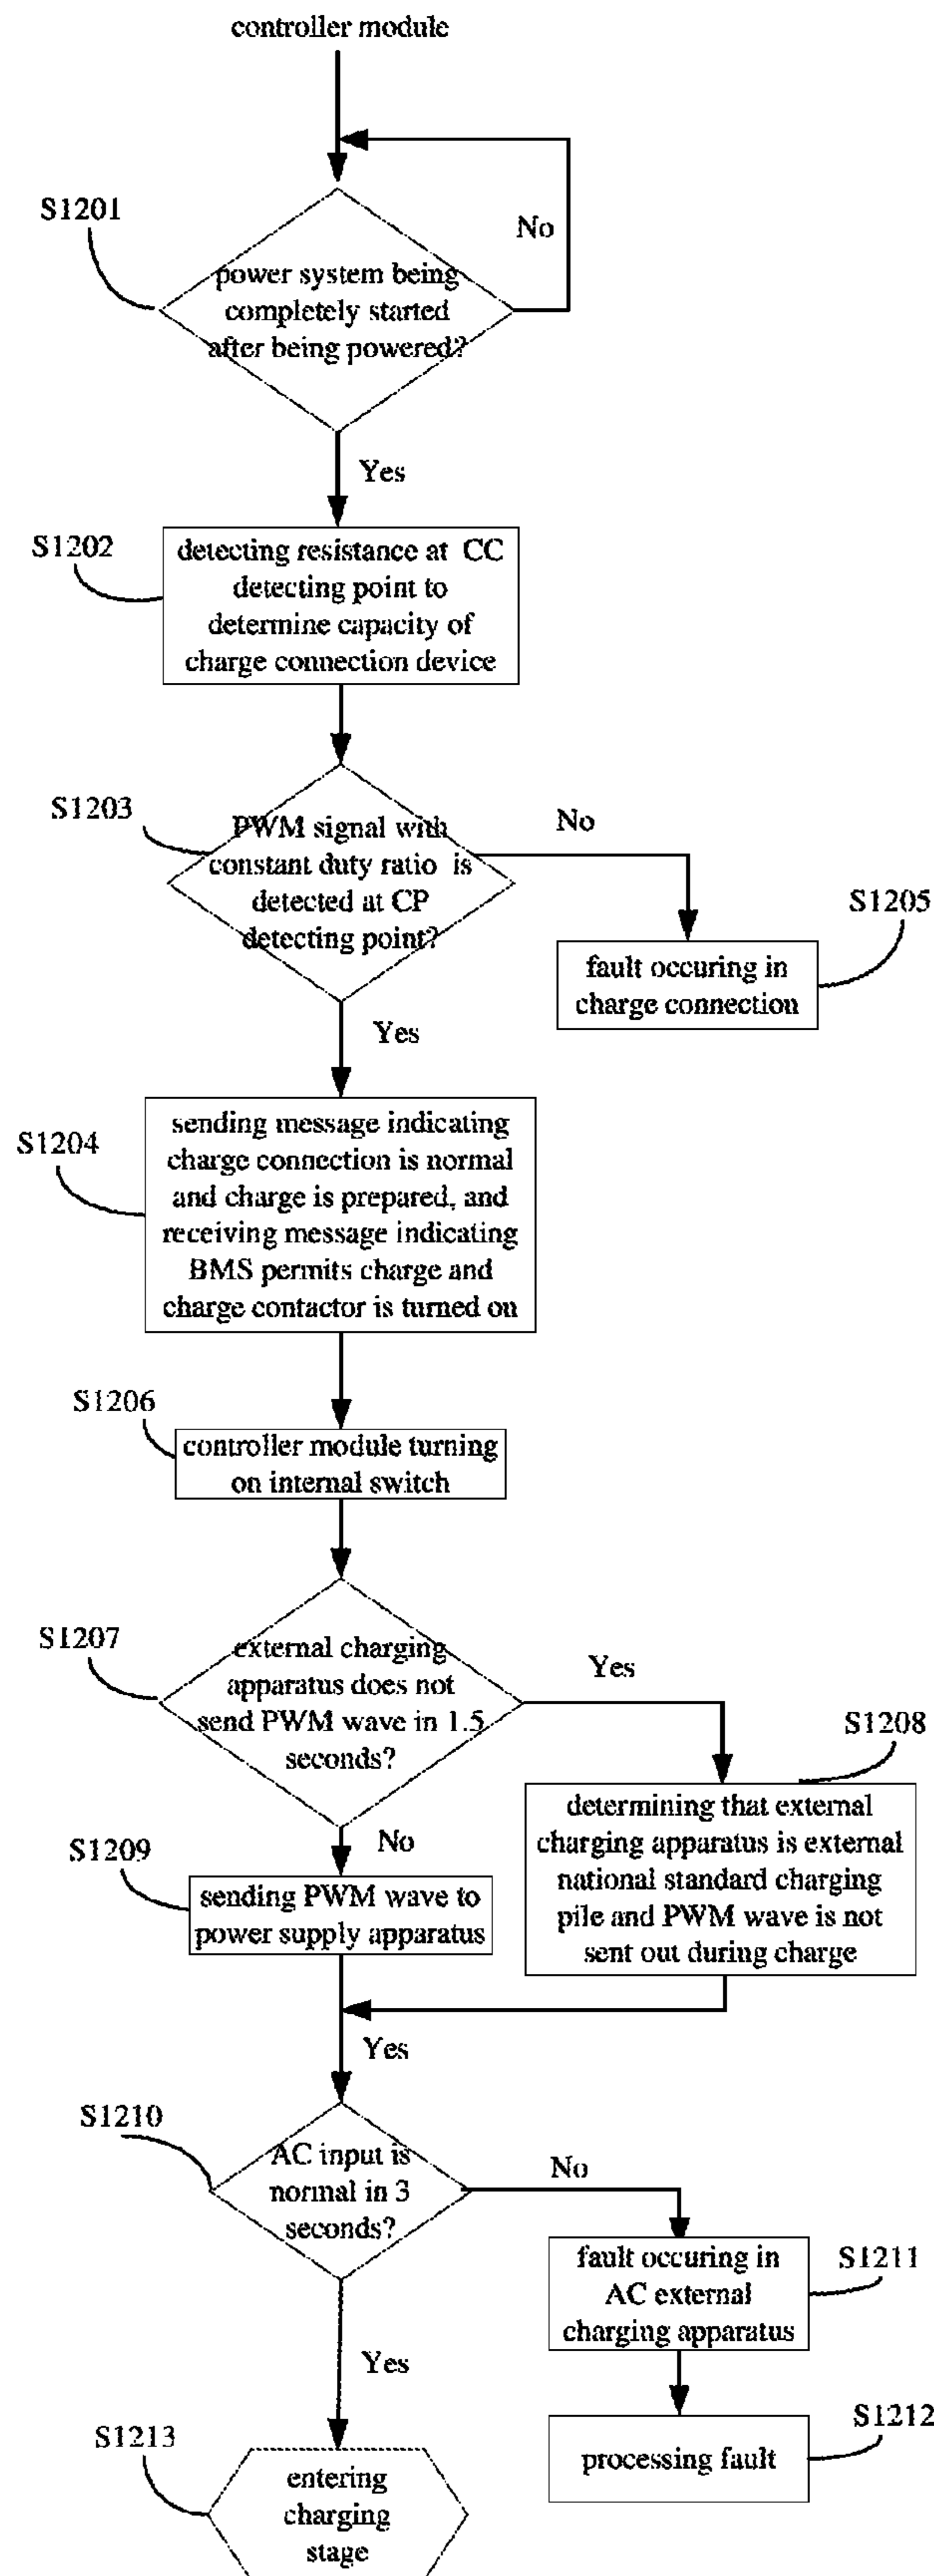 controller module
S1201
No
power system being
completely started
after being powered?
Yes
S1202
detecting resistance at CC
detecting point to
determine capacity of
charge connection device
S1203
PWM signal with
constant duty ratio is
detected at CP
detecting point?
No
S1205
fault occuring in
charge connection
Yes
S1204
sending message indicating
charge connection is normal
and charge is prepared, and
receiving message indicating
BMS permits charge and
charge contactor is turned on
S1206
controller module turning
on internal switch
S1207
external charging
apparatus does not
send PWM wave in 1.5
seconds?
Yes
S1208
determining that external
charging apparatus is external
national standard charging
pile and PWM wave is not
sent out during charge
No
S1209
sending PWM wave to
power supply apparatus
Yes
S1210
AC input is
normal in 3
seconds?
No
S1211
fault occuring in
AC external
charging apparatus
Yes
S1212
processing fault
S1213
entering
charging
stage